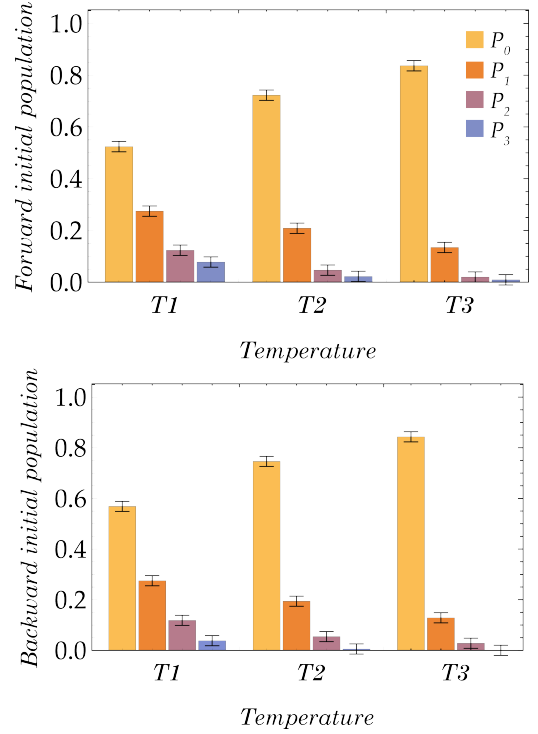 Forward initial population
1.0
0.8
0.6
0.4
0.2
0.0
P0
P1
P2
P3
T1 T2 T3
Temperature
Backward initial population
1.0
0.8
0.6
0.4
0.2
0.0
T1 T2 T3
Temperature